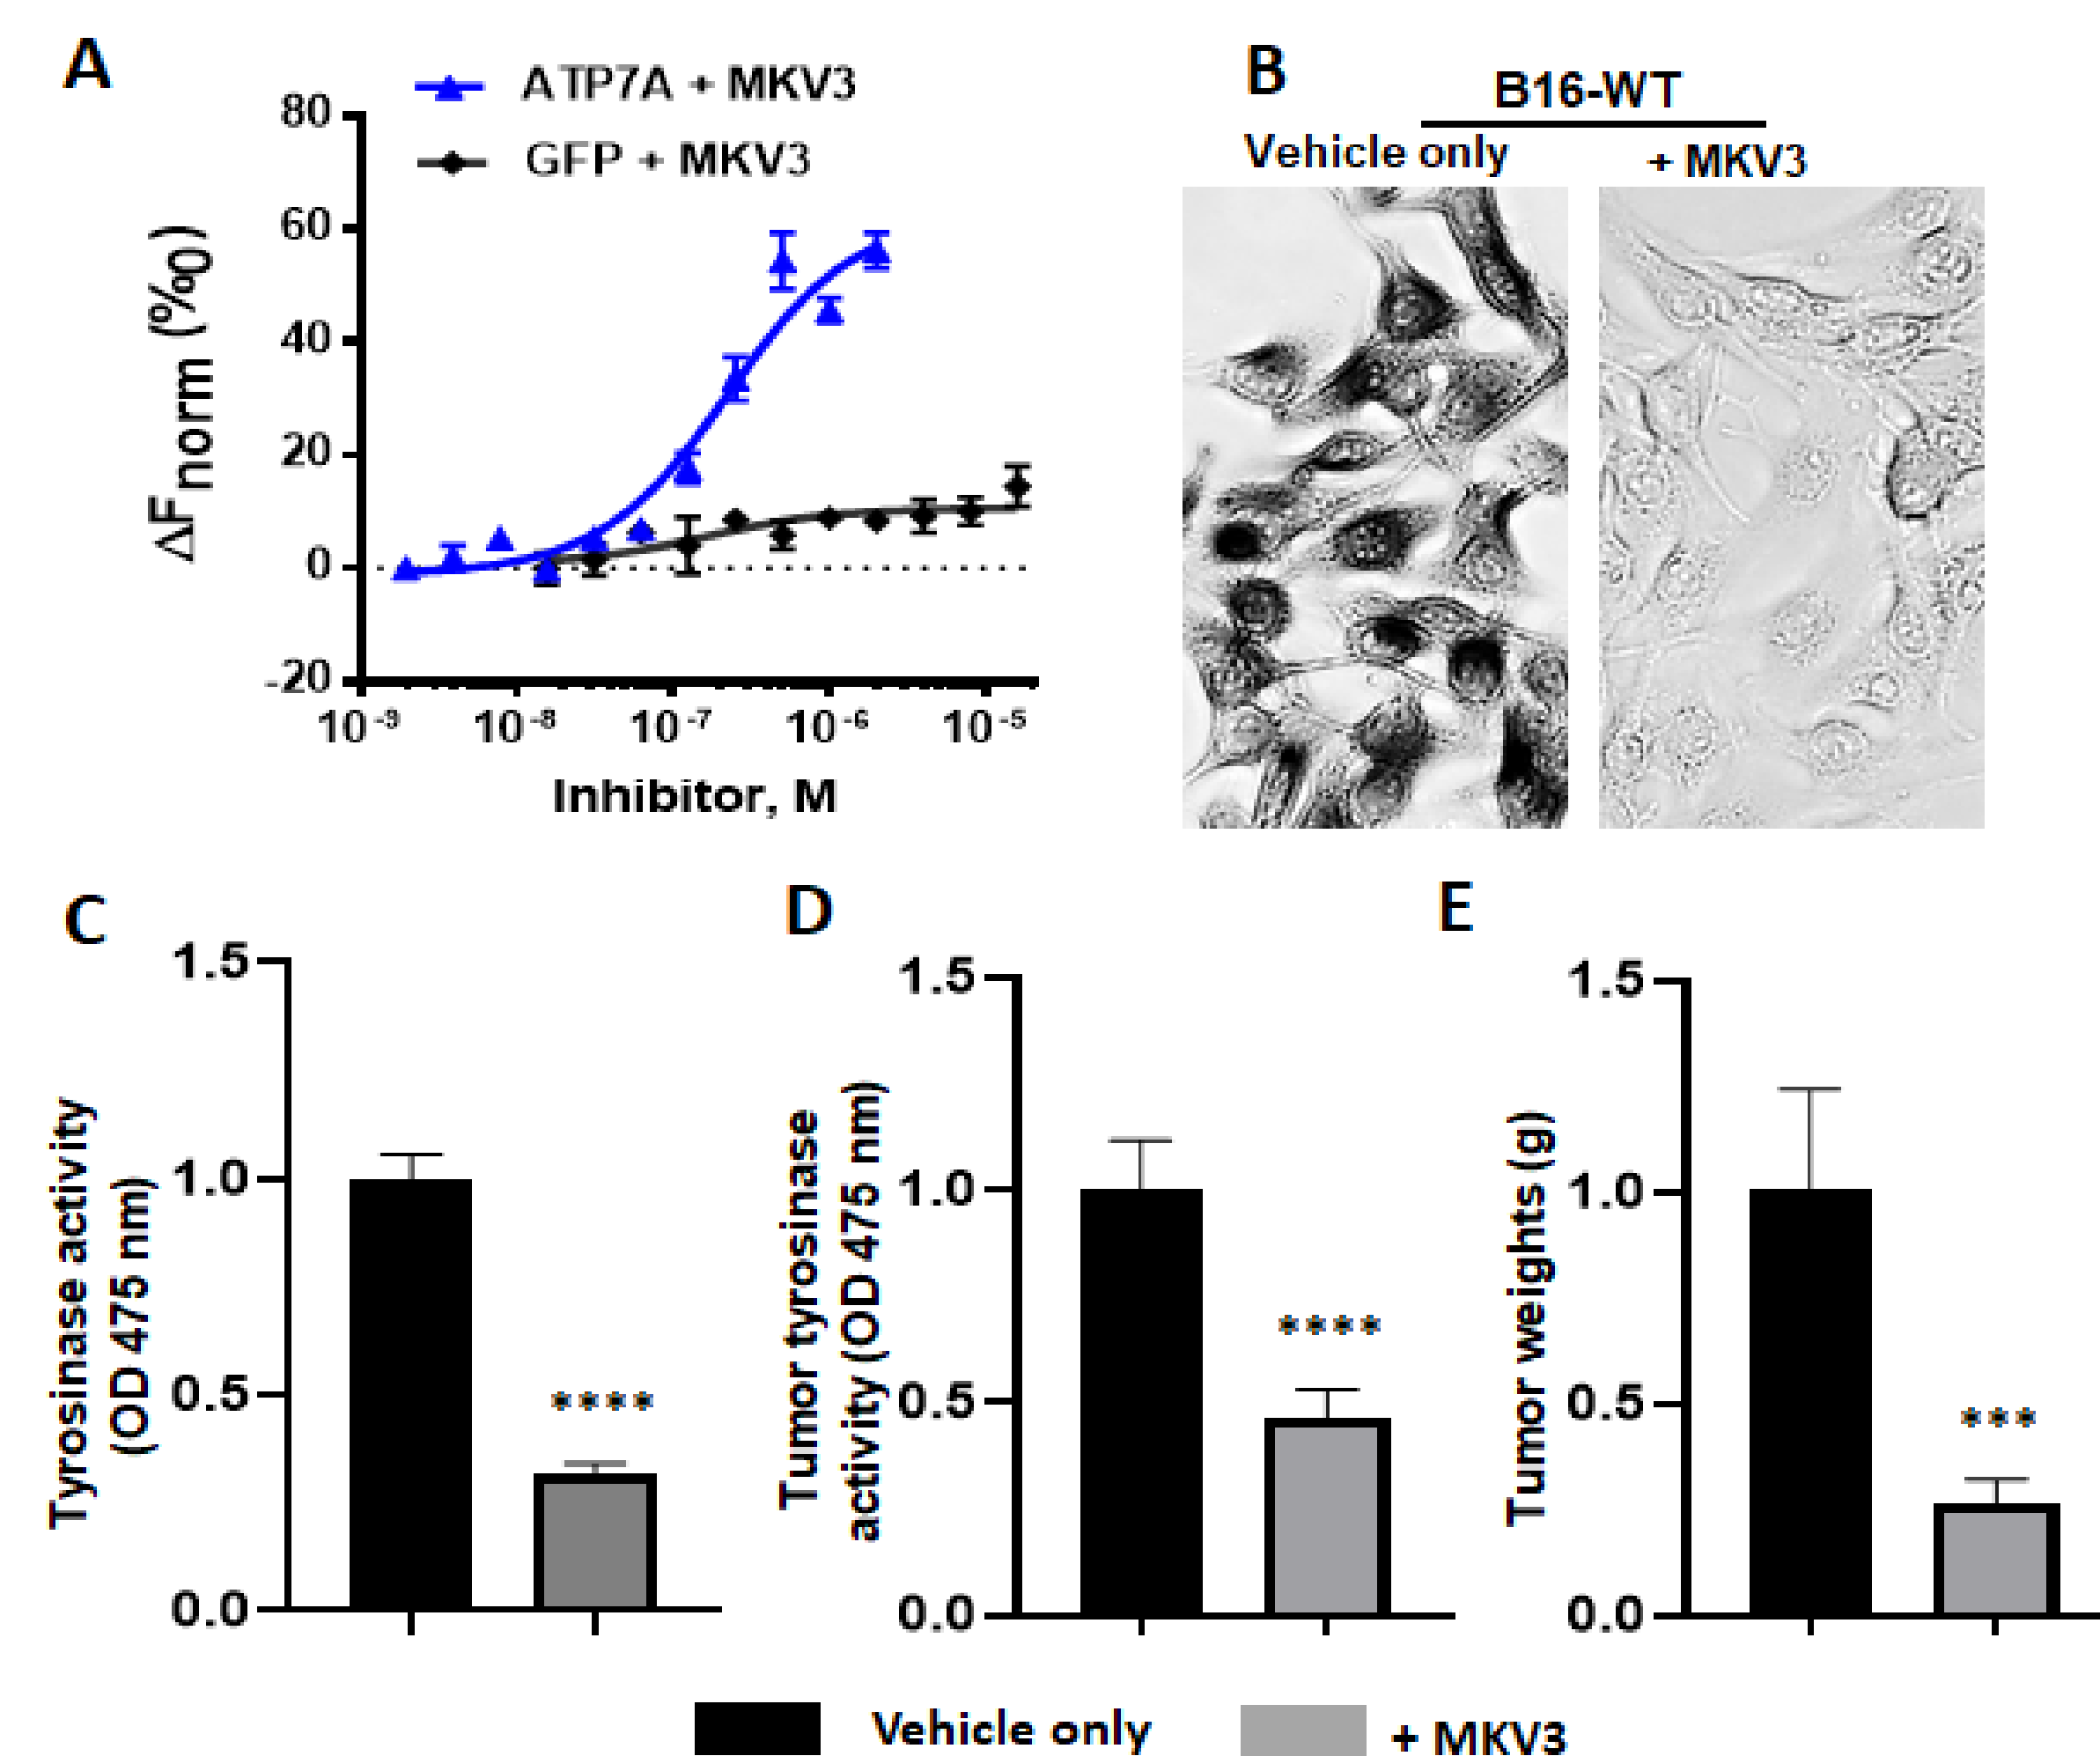 A
ATP7A + MKV3
GFP + MKV3
80
60
40
20
0
-20
ΔFnorm (‰)
10-9
10-8
10-7
10-6
10-5
Inhibitor, M
B
B16-WT
Vehicle only
+ MKV3
C
1.5
1.0
0.5
0.0
Tyrosinase activity
(OD 475 nm)
****
D
1.5
1.0
0.5
0.0
Tumor tyrosinase
activity (OD 475 nm)
****
E
1.5
1.0
0.5
0.0
Tumor weights (g)
***
Vehicle only
+ MKV3